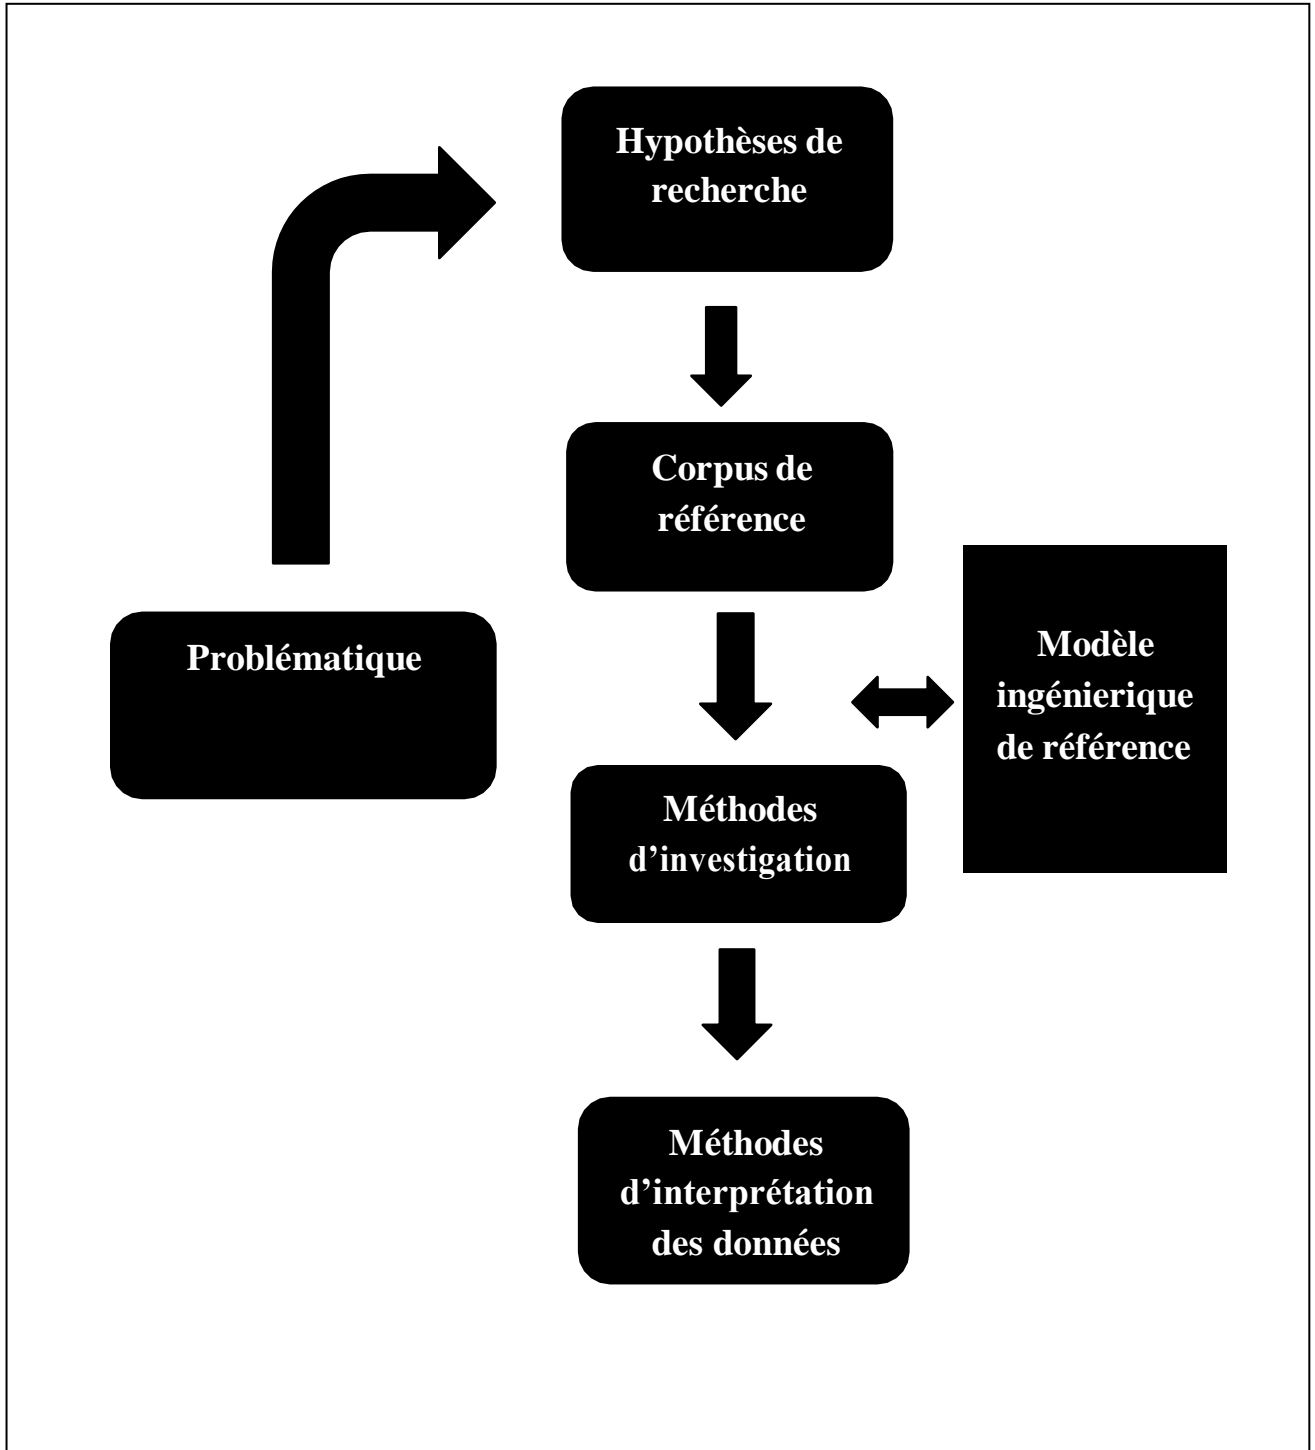 Hypothèses de
recherche
Corpus de
référence
Problématique
Modèle
ingénierique
de référence
Méthodes
d’investigation
Méthodes
d’interprétation
des données